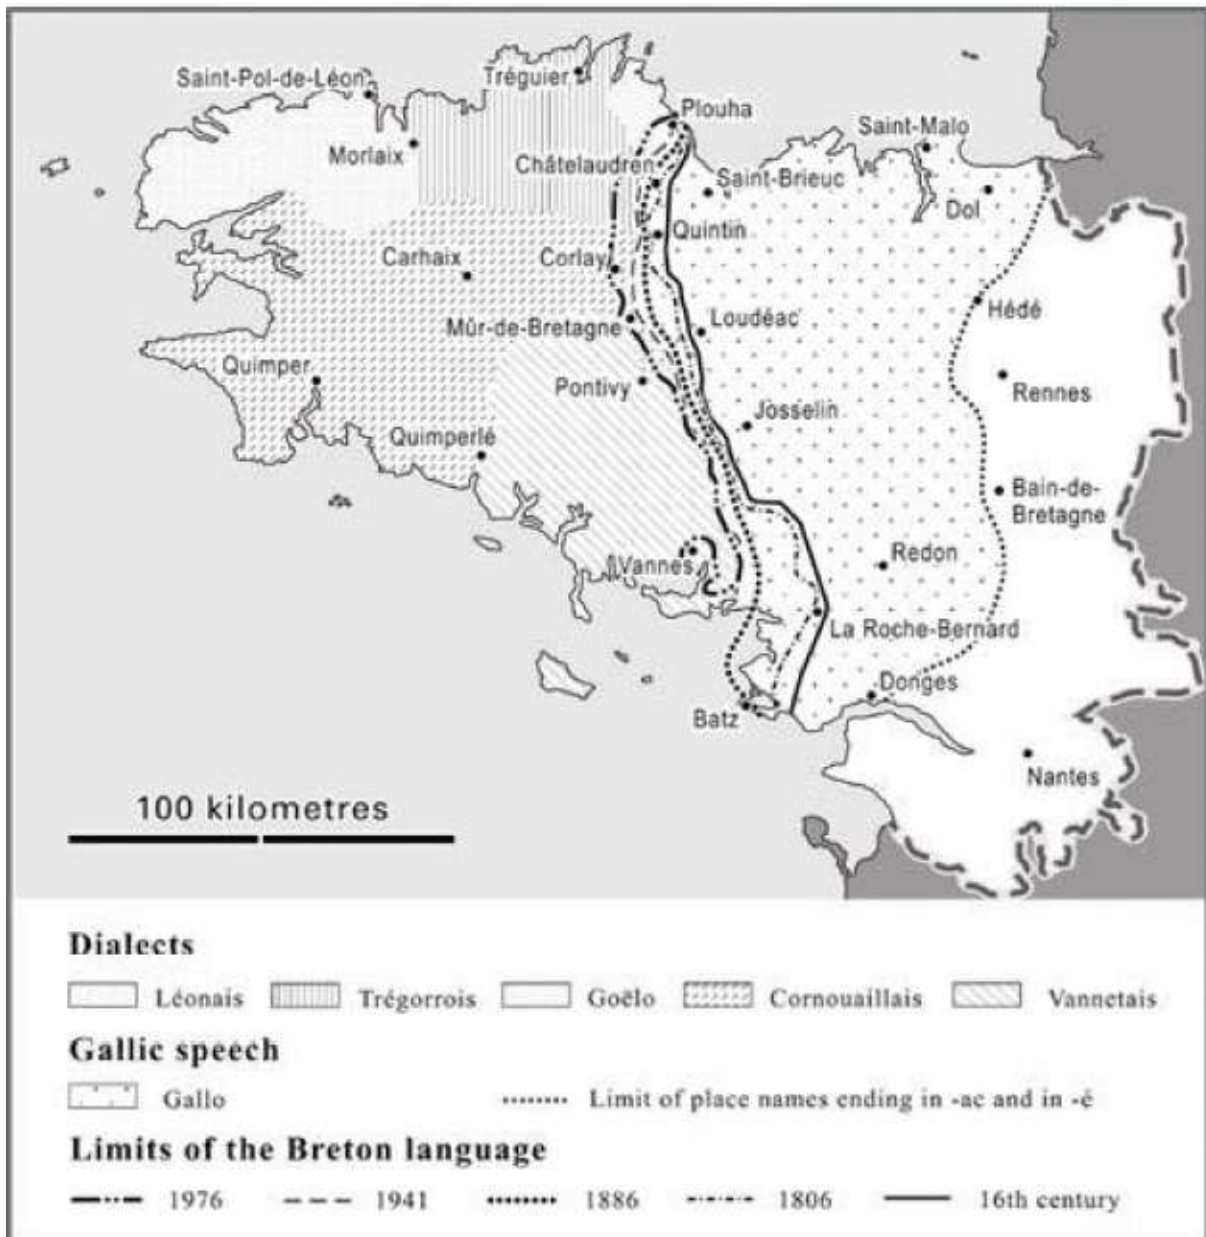 Saint-Pol-de-Léon
Tréguier
Plouha
Saint-Malo
Morlaix
Châtelaudren
Saint-Brieuc
Dol
Quintin
Carhaix
Corlay
Hédé
Mûr-de-Bretagne
Loudéac
Quimper
Pontivy
Rennes
Josselin
Quimperlé
Bain-de-
Bretagne
Vannes
Redon
La Roche-Bernard
Donges
Batz
Nantes
100 kilometres
Dialects
Léonais Trégorrois Goëlo Cornouaillais Vannetais
Gallic speech
Gallo Limit of place names ending in -ac and in -é
Limits of the Breton language
1976 1941 1886 1806 16th century